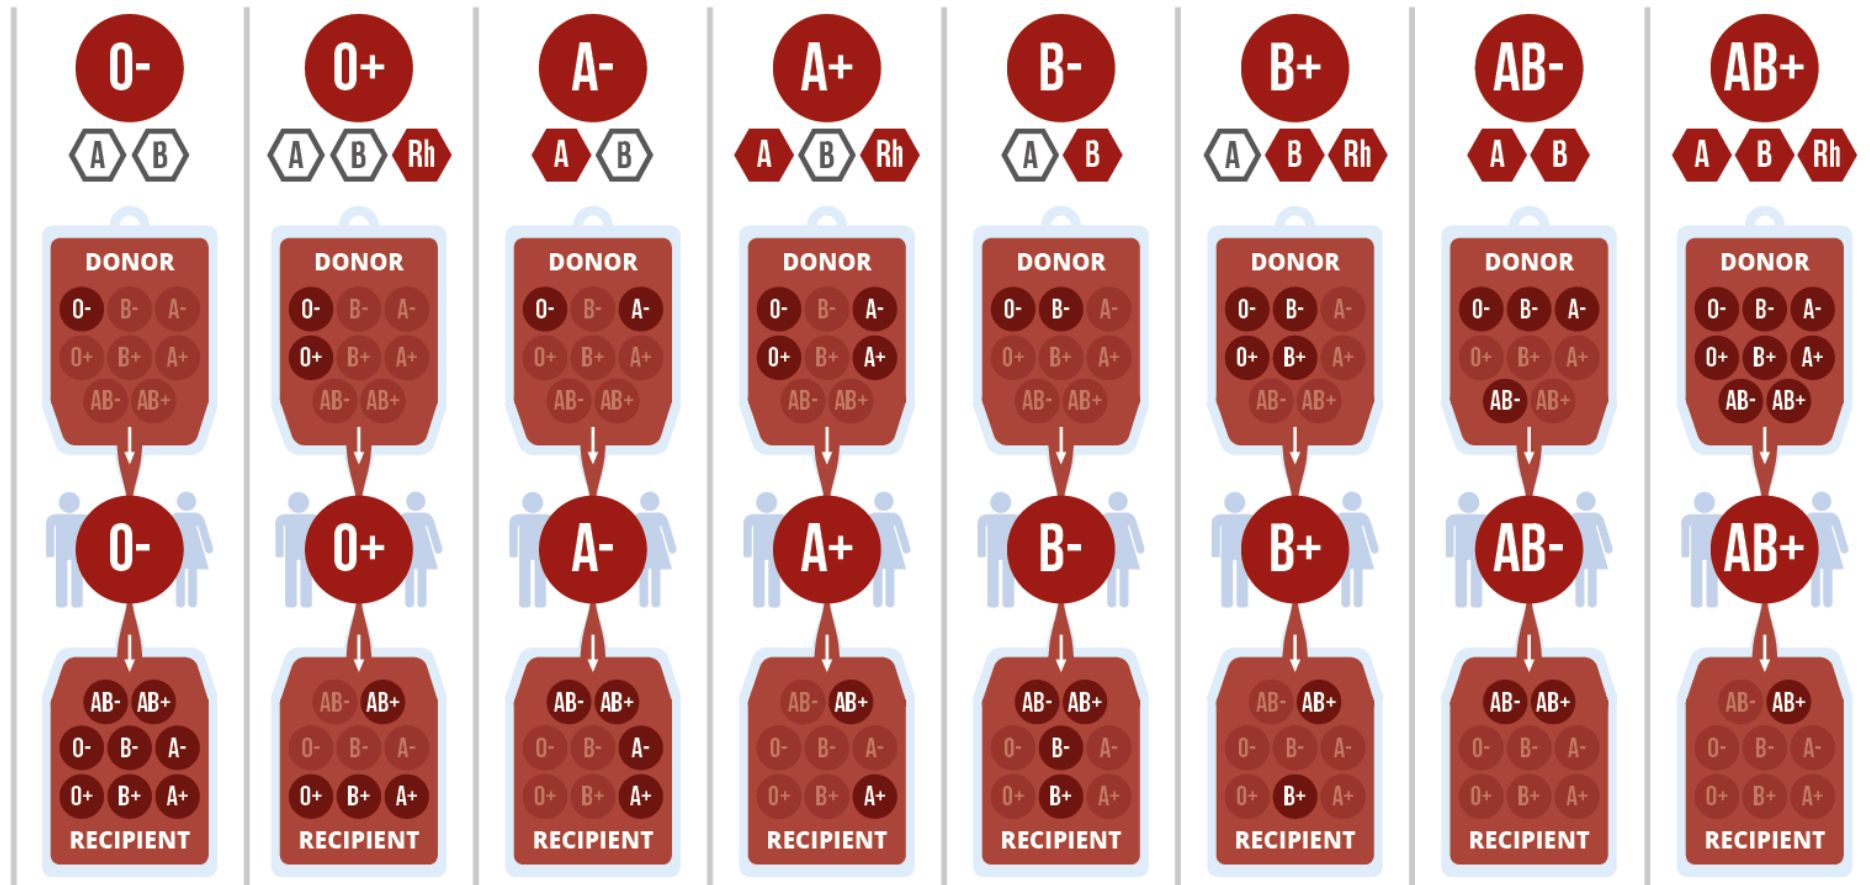 O- O+ A- A+ B- B+ AB- AB+
A B A B Rh A B A B Rh A B A B Rh A B A B Rh
DONOR DONOR DONOR DONOR DONOR DONOR DONOR DONOR
O- B- A- O- B- A- O- B- A- O- B- A- O- B- A- O- B- A- O- B- A- O- B- A-
O+ B+ A+ O+ B+ A+ O+ B+ A+ O+ B+ A+ O+ B+ A+ O+ B+ A+ O+ B+ A+ O+ B+ A+
AB- AB+ AB- AB+ AB- AB+ AB- AB+ AB- AB+ AB- AB+ AB- AB+ AB- AB+
O- O+ A- A+ B- B+ AB- AB+
AB- AB+ AB- AB+ AB- AB+ AB- AB+ AB- AB+ AB- AB+ AB- AB+ AB- AB+
O- B- A- O- B- A- O- B- A- O- B- A- O- B- A- O- B- A- O- B- A- O- B- A-
O+ B+ A+ O+ B+ A+ O+ B+ A+ O+ B+ A+ O+ B+ A+ O+ B+ A+ O+ B+ A+ O+ B+ A+
RECIPIENT RECIPIENT RECIPIENT RECIPIENT RECIPIENT RECIPIENT RECIPIENT RECIPIENT